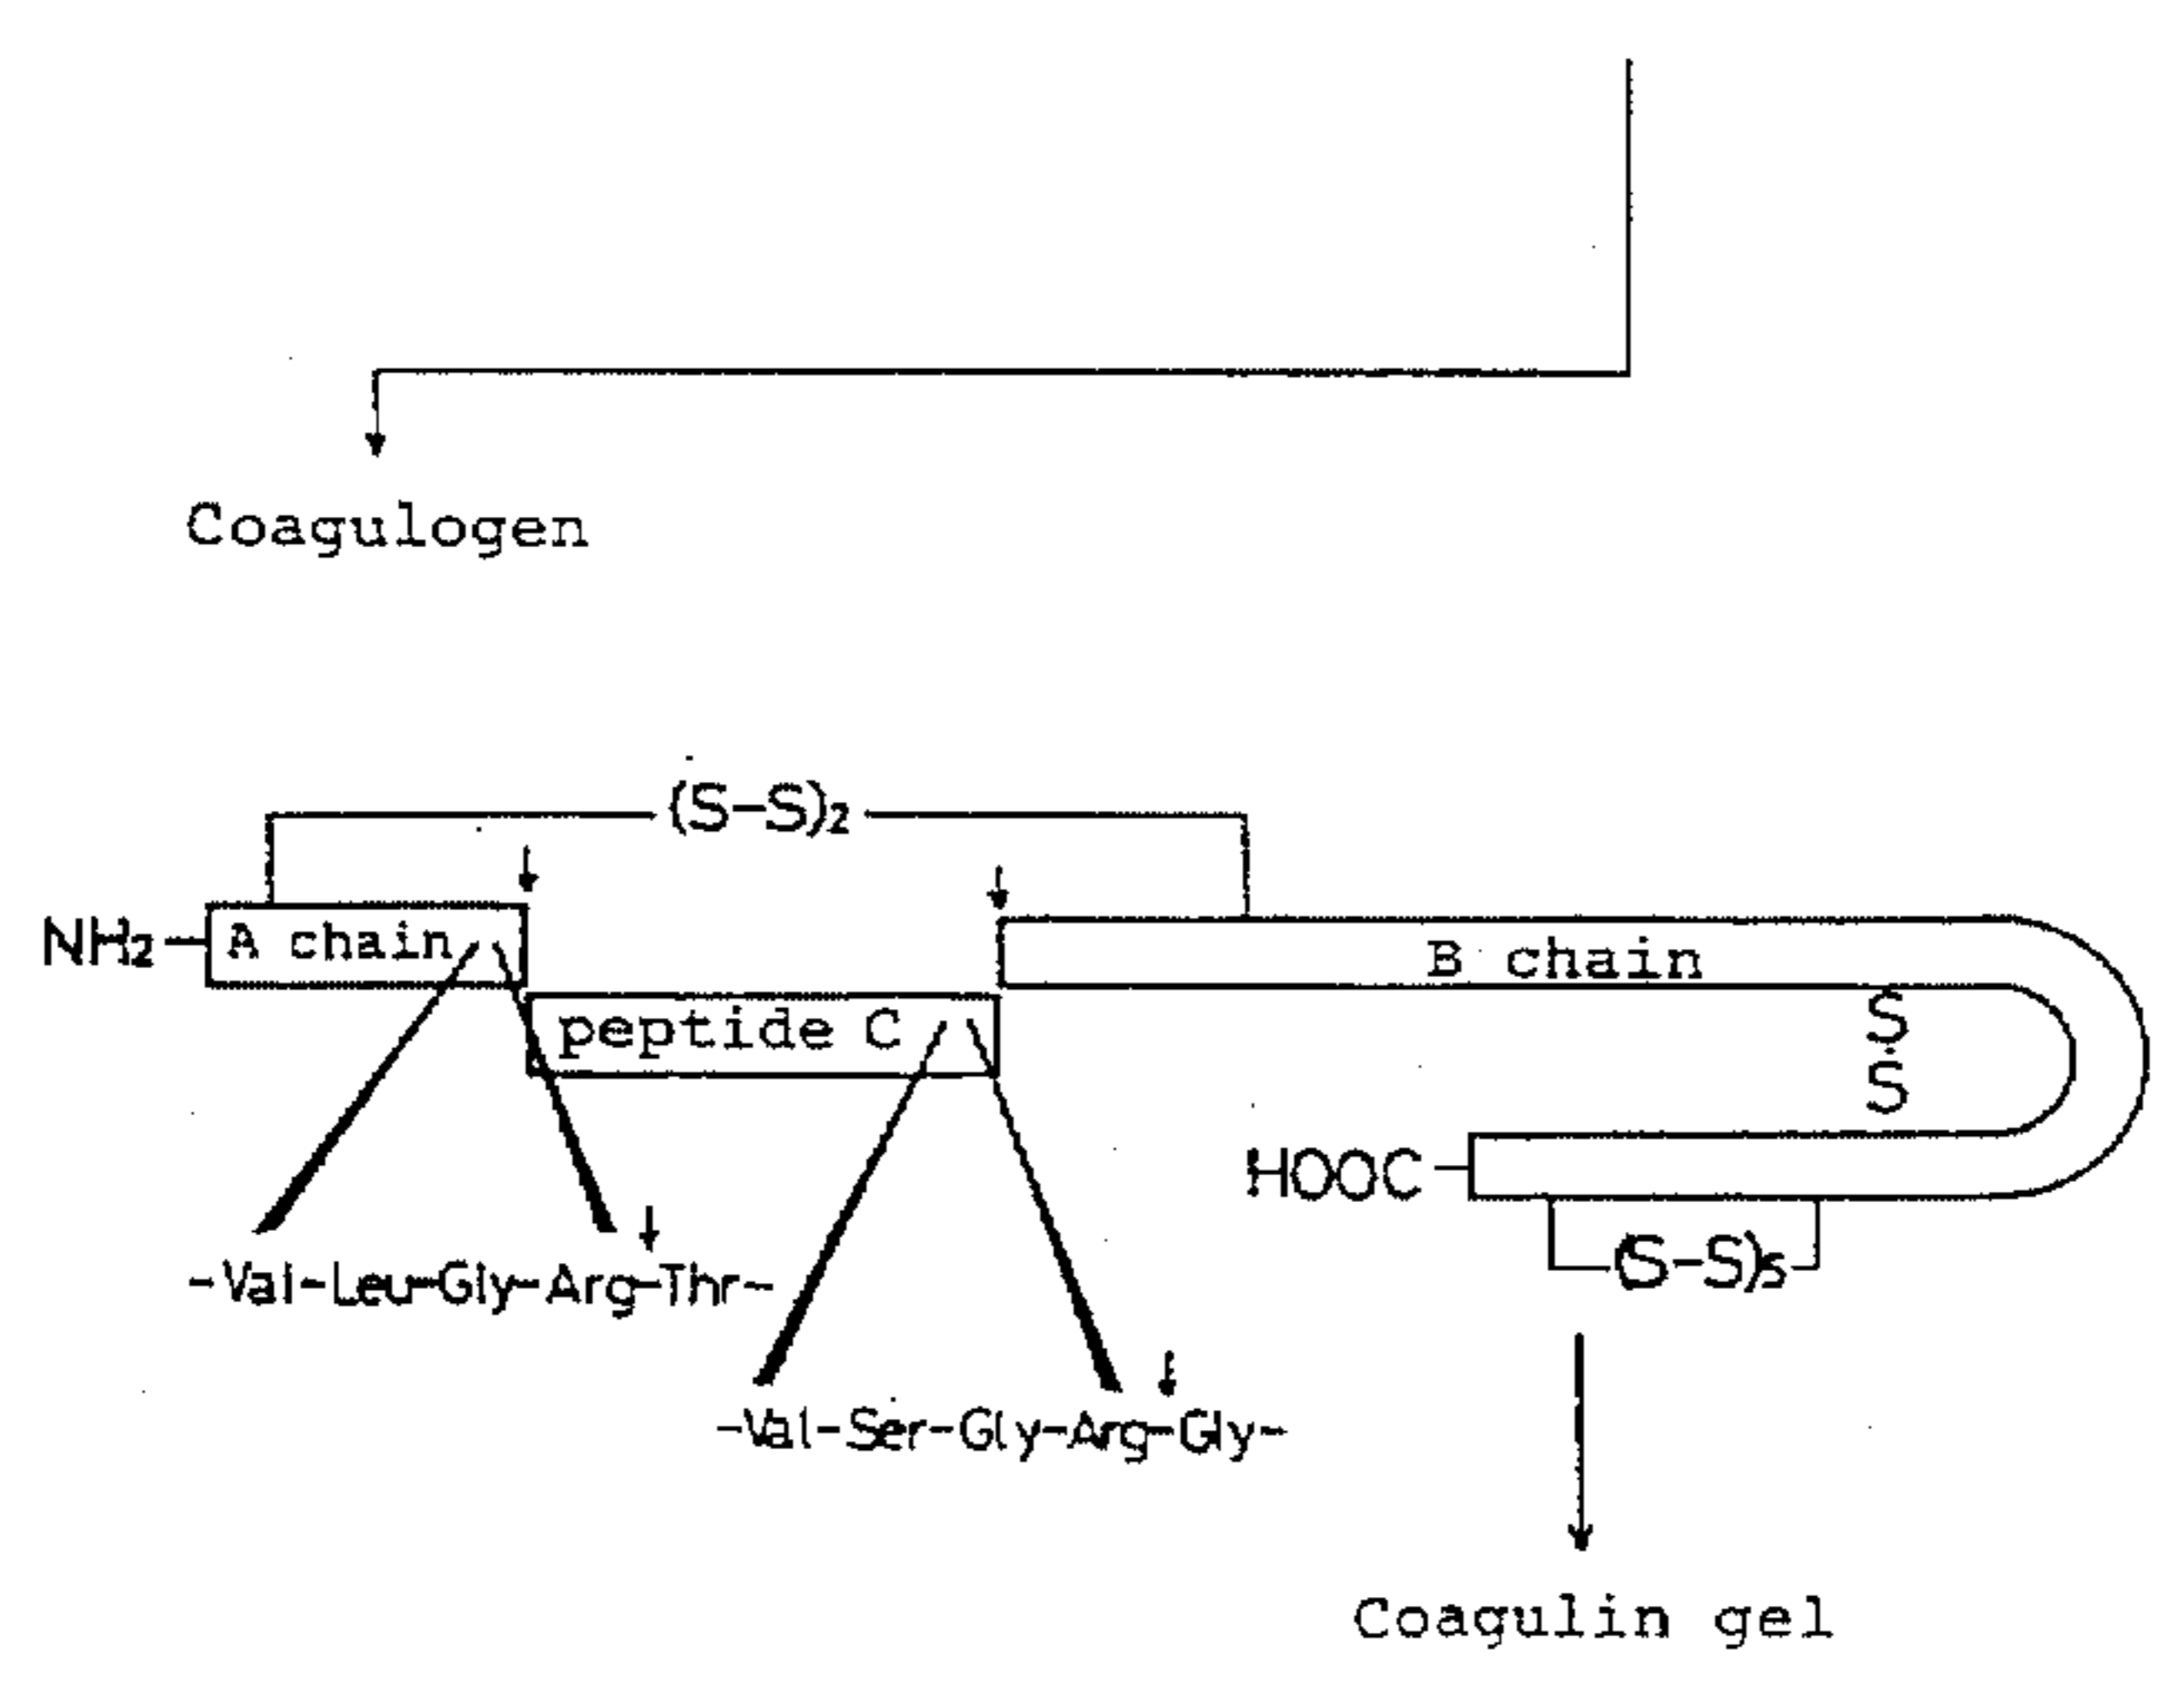 Coagulogen
(S-S)₂
NH₂
A chain
B chain
peptide C
S
S
HOOC
(S-S)₅
-Val-Leu-Gly-Arg-Thr-
-Val-Ser-Gly-Arg-Gly-
Coagulin gel